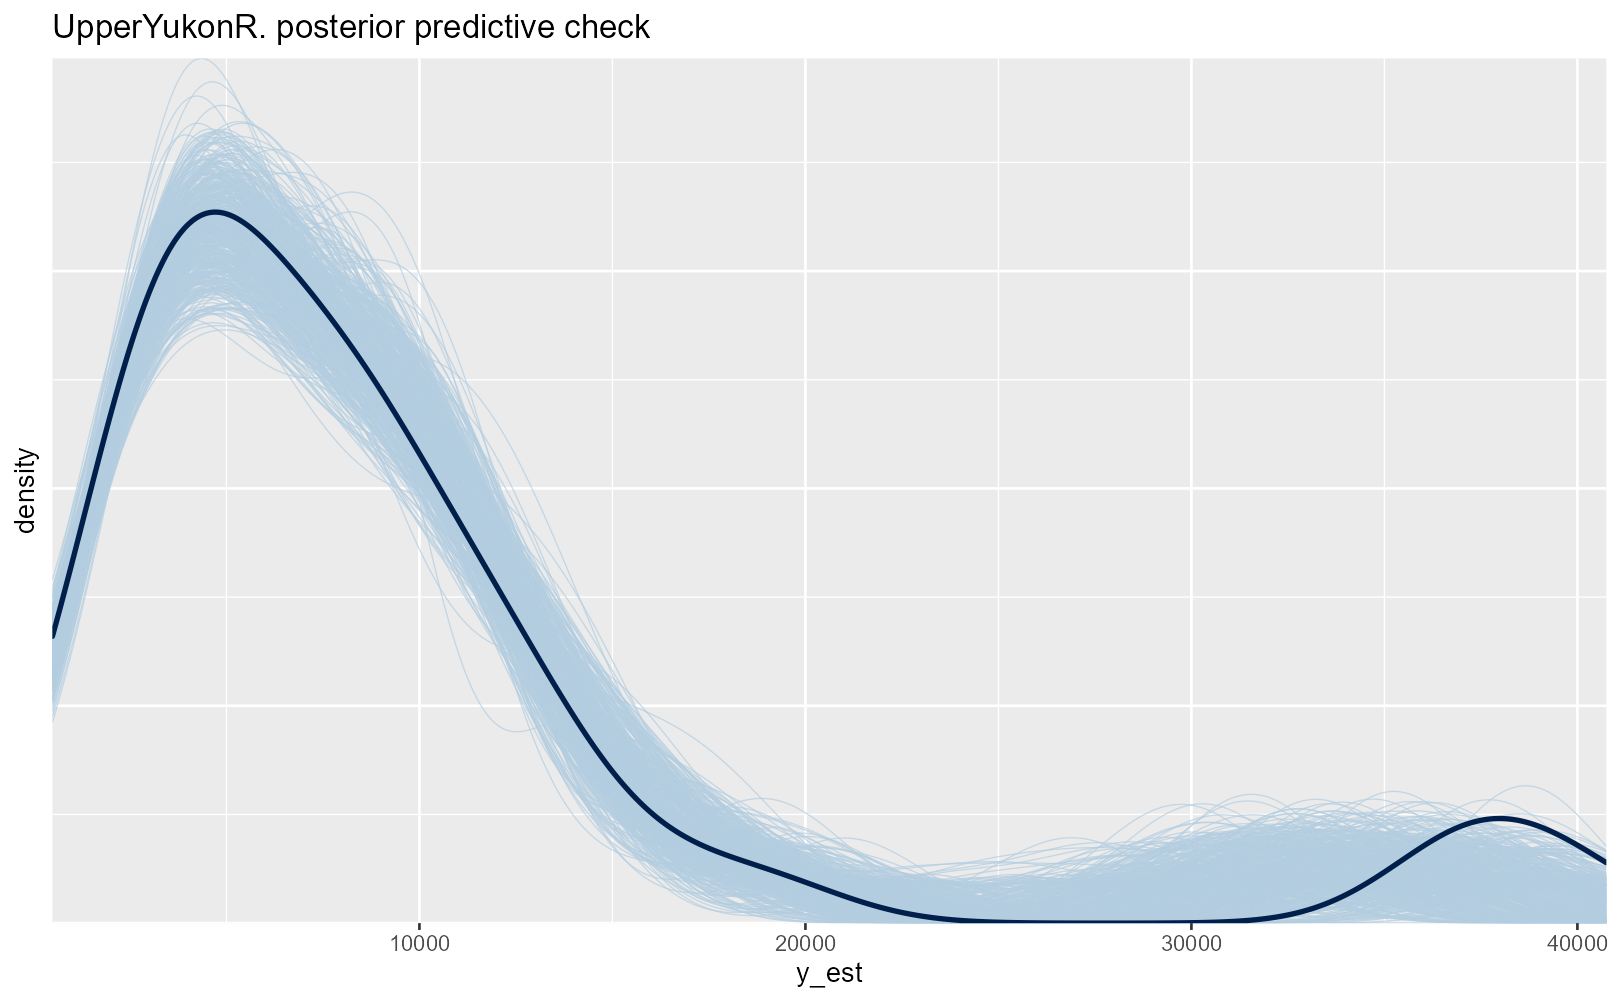 UpperYukonR. posterior predictive check
density
10000
20000
30000
40000
y_est